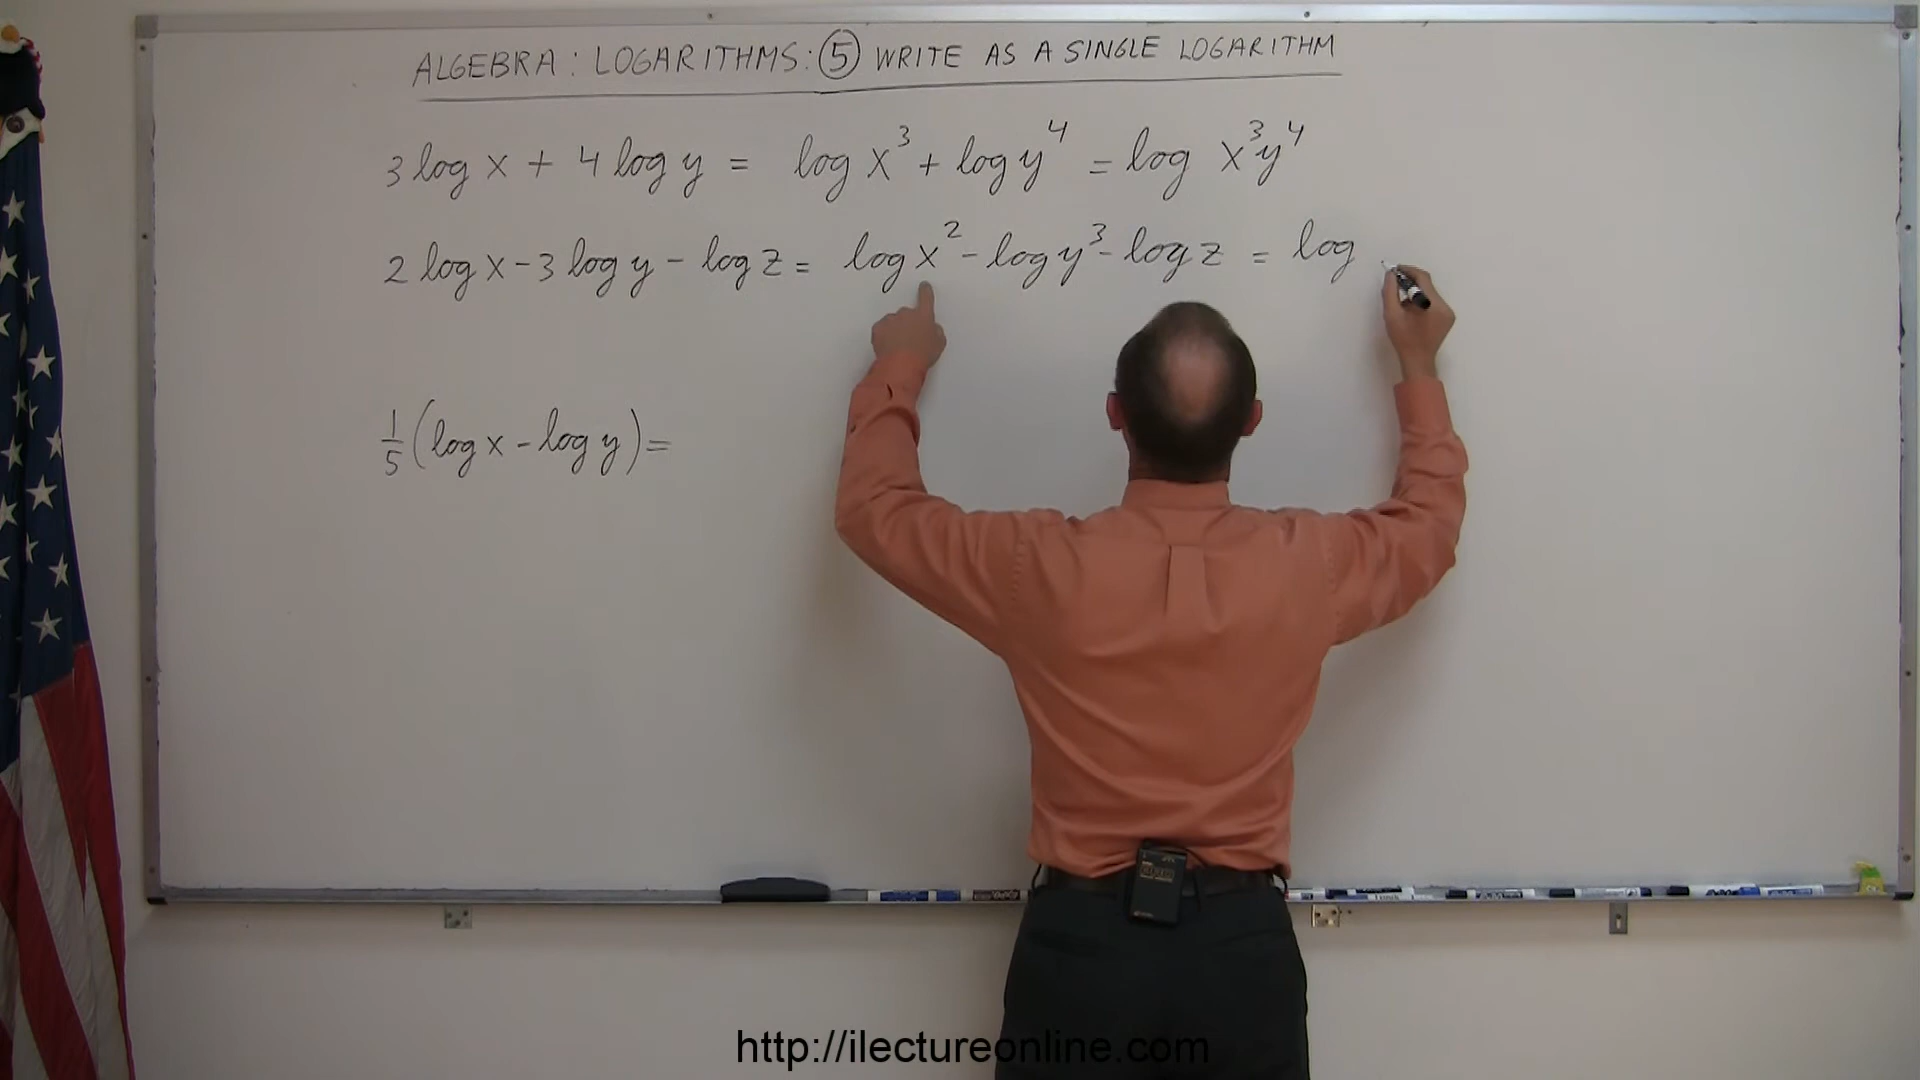 ALGEBRA: LOGARITHMS: ⑤ WRITE AS A SINGLE LOGARITHM
3 log x + 4 log y = log x³ + log y⁴ = log x³y⁴
2 log x - 3 log y - log z = log x² - log y³ - log z = log
1/5 (log x - log y) =
http://ilectureonline.com